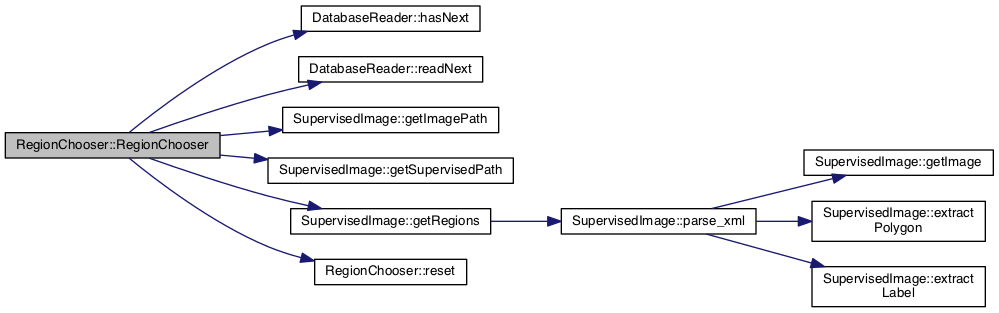 DatabaseReader::hasNext
DatabaseReader::readNext
SupervisedImage::getImagePath
RegionChooser::RegionChooser
SupervisedImage::getSupervisedPath
SupervisedImage::getRegions
RegionChooser::reset
SupervisedImage::parse_xml
SupervisedImage::getImage
SupervisedImage::extract
Polygon
SupervisedImage::extract
Label